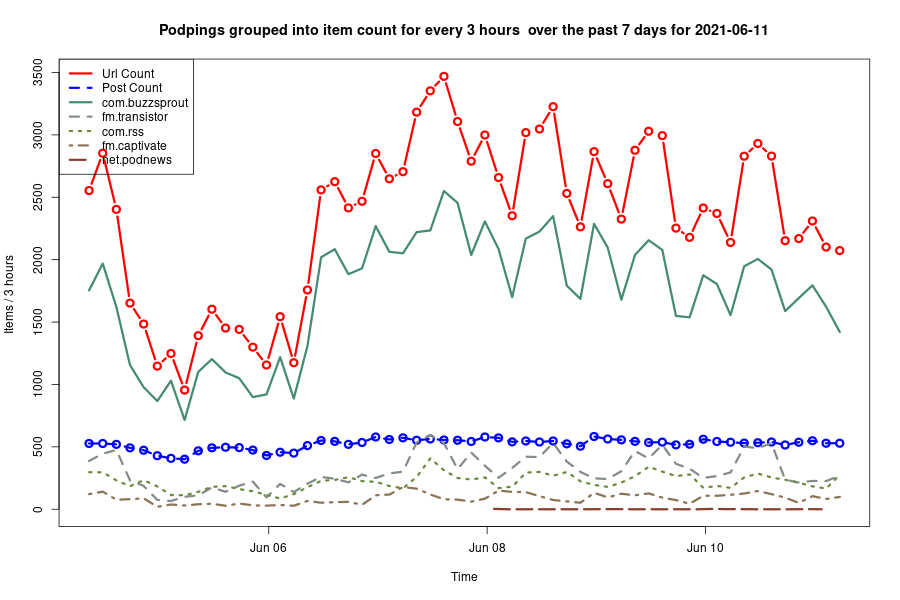 Podpings grouped into item count for every 3 hours  over the past 7 days for 2021-06-11
Url Count
Post Count
com.buzzsprout
fm.transistor
com.rss
fm.captivate
net.podnews
3500
3000
2500
2000
1500
1000
500
0
Items / 3 hours
Jun 06
Jun 08
Jun 10
Time